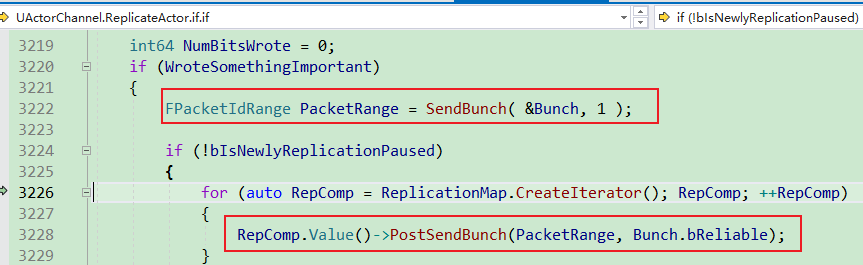 UActorChannel.ReplicateActor.if.if
if (!bIsNewlyReplicationPaused)
3219 int64 NumBitsWrote = 0;
3220 if (WroteSomethingImportant)
3221 {
3222 FPacketIdRange PacketRange = SendBunch( &Bunch, 1 );
3223
3224 if (!bIsNewlyReplicationPaused)
3225 {
3226 for (auto RepComp = ReplicationMap.CreateIterator(); RepComp; ++RepComp)
3227 {
3228 RepComp.Value()->PostSendBunch(PacketRange, Bunch.bReliable);
3229 }